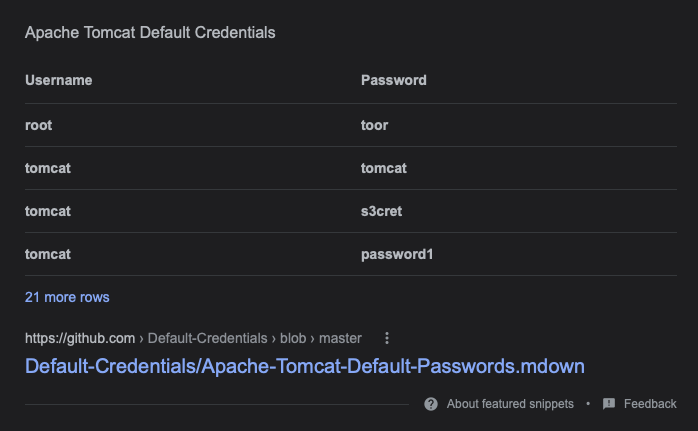 Apache Tomcat Default Credentials
Username Password
root toor
tomcat tomcat
tomcat s3cret
tomcat password1
21 more rows
https://github.com › Default-Credentials › blob › master
Default-Credentials/Apache-Tomcat-Default-Passwords.mdown
About featured snippets • Feedback